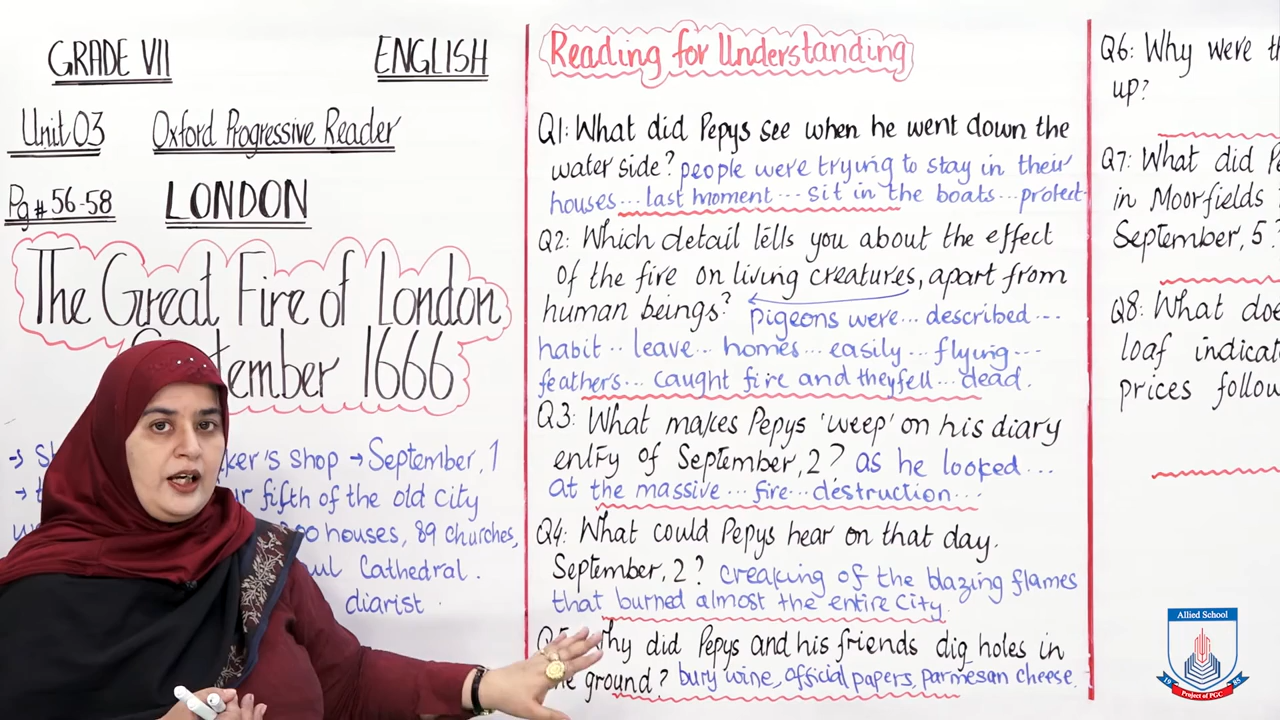 GRADE VII
ENGLISH
Unit 03
Oxford Progressive Reader
Pg # 56-58
LONDON
The Great Fire of London
tember 1666
ker's shop → September, 1
fifth of the old city
houses, 89 churches,
Cathedral.
diarist
Reading for Understanding
Q1: What did Pepys see when he went down the
water side? people were trying to stay in their
houses... last moment... sit in the boats... protect
Q2: Which detail tells you about the effect
of the fire on living creatures, apart from
human beings? pigeons were... described...
habit.. leave... homes... easily... flying...
feathers... caught fire and they fell... dead.
Q3: What makes Pepys 'weep' on his diary
entry of September, 2? as he looked...
at the massive... fire... destruction...
Q4: What could Pepys hear on that day.
September, 2? creaking of the blazing flames
that burned almost the entire city.
did Pepys and his friends dig holes in
ground? bury wine, official papers, parmesan cheese.
Q6: Why were
up?
Q7: What did
in Moorfields
September, 5?
Q8: What
loaf
prices
Allied School
19 85
Project of PGC